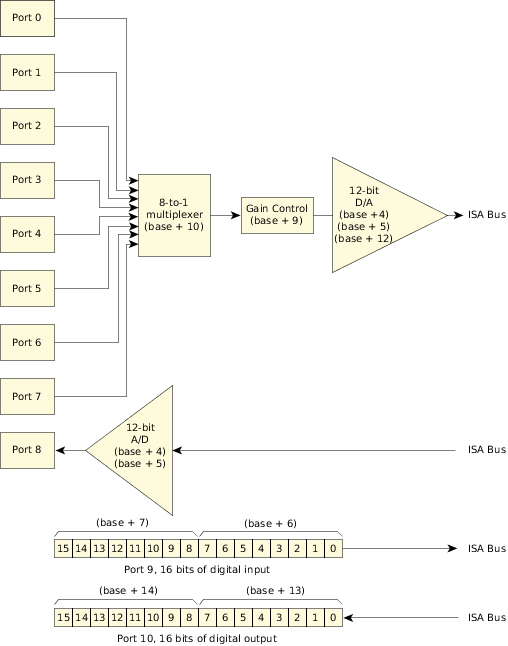 Port 0
Port 1
Port 2
Port 3
Port 4
Port 5
Port 6
Port 7
8-to-1
multiplexer
(base + 10)
Gain Control
(base + 9)
12-bit
D/A
(base +4)
(base + 5)
(base + 12)
ISA Bus
Port 8
12-bit
A/D
(base + 4)
(base + 5)
ISA Bus
(base + 7) (base + 6)
15 14 13 12 11 10 9 8 7 6 5 4 3 2 1 0 ISA Bus
Port 9, 16 bits of digital input
(base + 14) (base + 13)
15 14 13 12 11 10 9 8 7 6 5 4 3 2 1 0 ISA Bus
Port 10, 16 bits of digital output